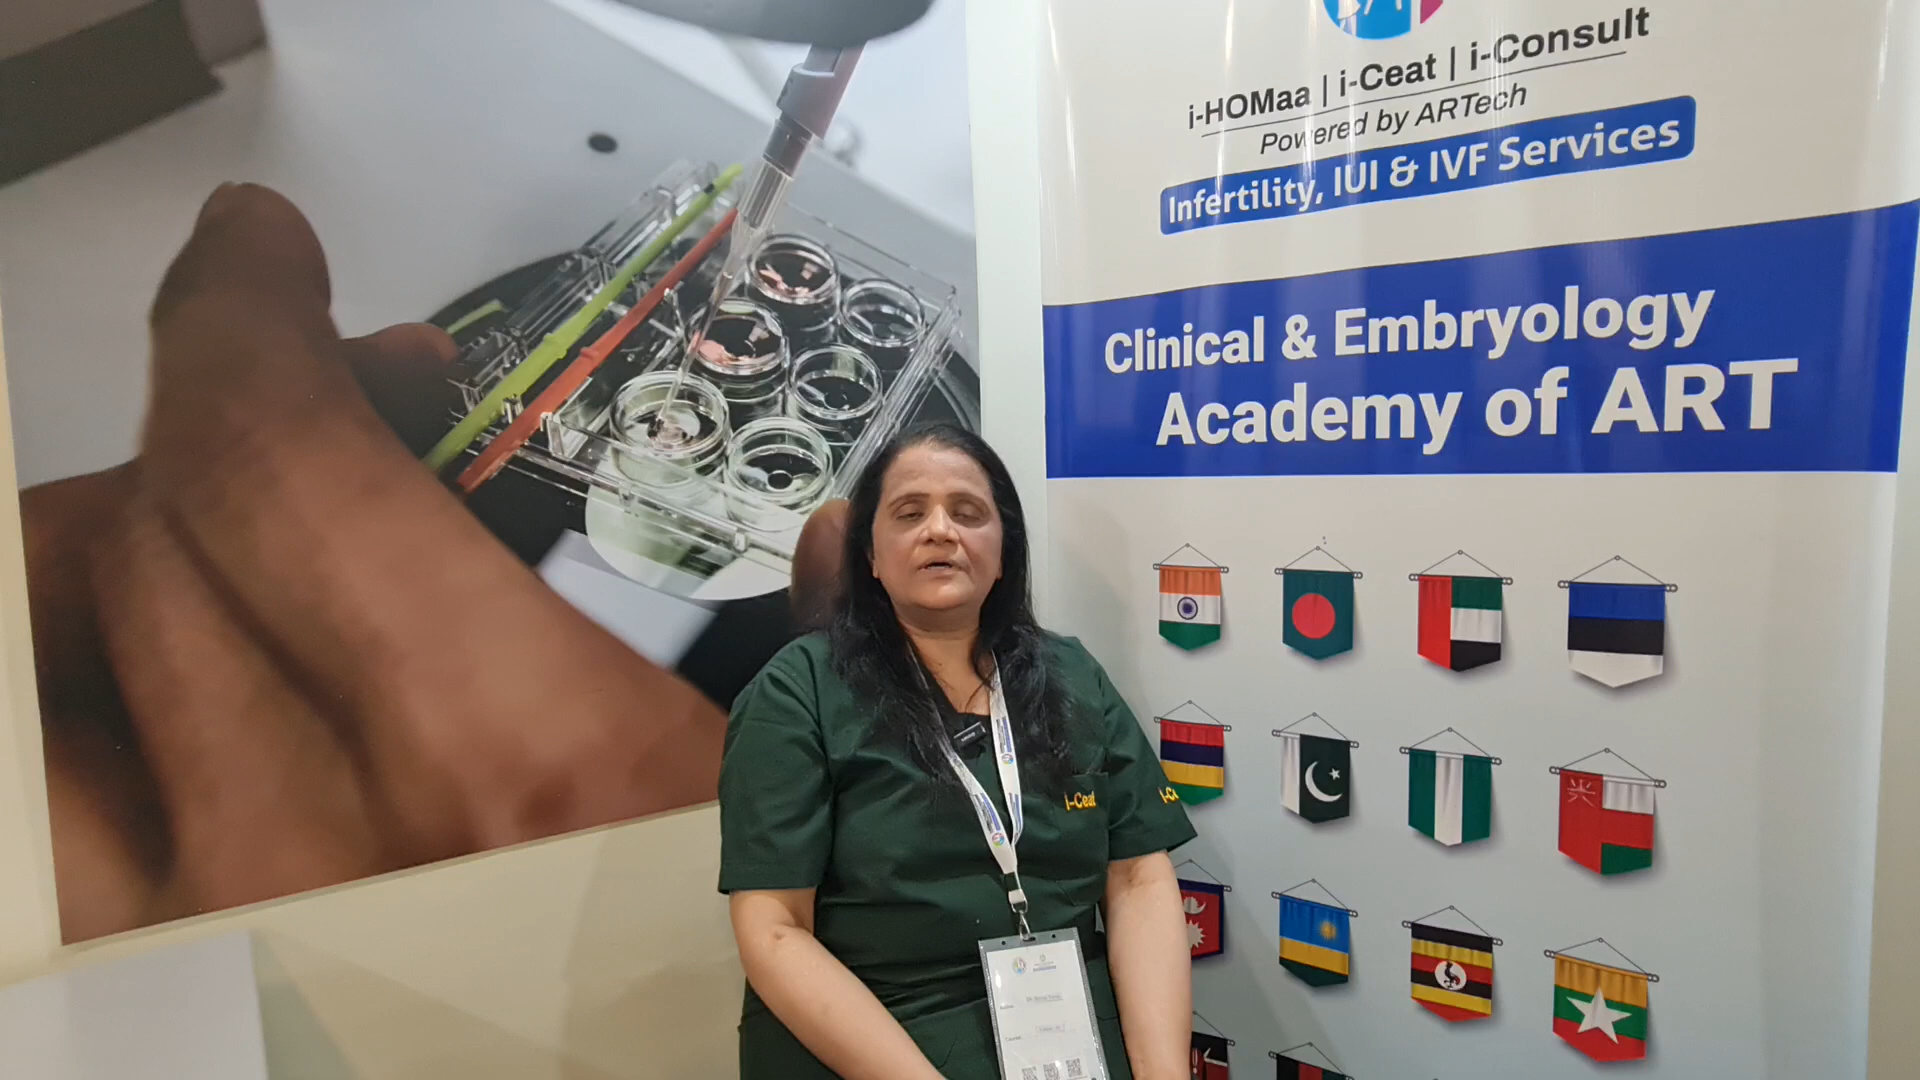 i-HOMaa | i-Ceat | i-Consult
Powered by ARTech
Infertility, IUI & IVF Services
Clinical & Embryology
Academy of ART
i-Ceat